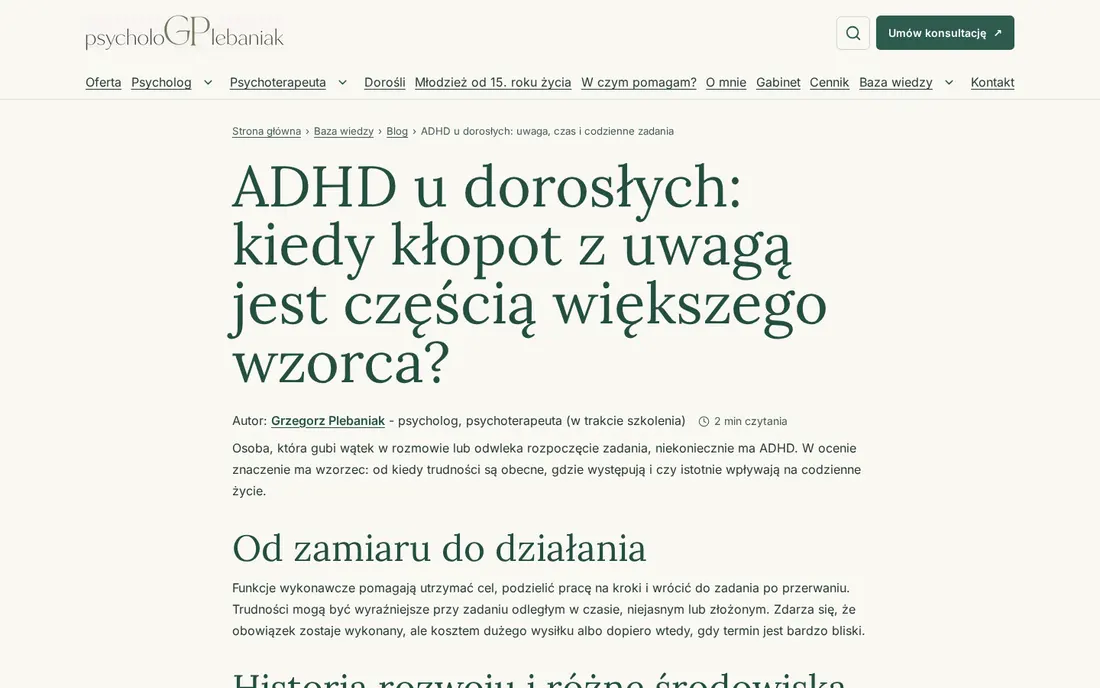 psycholoGPlebaniak
Umów konsultację ↗
Oferta Psycholog Psychoterapeuta Dorośli Młodzież od 15. roku życia W czym pomagam? O mnie Gabinet Cennik Baza wiedzy Kontakt
Strona główna › Baza wiedzy › Blog › ADHD u dorosłych: uwaga, czas i codzienne zadania
ADHD u dorosłych:
kiedy kłopot z uwagą
jest częścią większego
wzorca?
Autor: Grzegorz Plebaniak - psycholog, psychoterapeuta (w trakcie szkolenia) 2 min czytania
Osoba, która gubi wątek w rozmowie lub odwleka rozpoczęcie zadania, niekoniecznie ma ADHD. W ocenie
znaczenie ma wzorzec: od kiedy trudności są obecne, gdzie występują i czy istotnie wpływają na codzienne
życie.
Od zamiaru do działania
Funkcje wykonawcze pomagają utrzymać cel, podzielić pracę na kroki i wrócić do zadania po przerwaniu.
Trudności mogą być wyraźniejsze przy zadaniu odległym w czasie, niejasnym lub złożonym. Zdarza się, że
obowiązek zostaje wykonany, ale kosztem dużego wysiłku albo dopiero wtedy, gdy termin jest bardzo bliski.
Historia rozwoju i różne środowiska